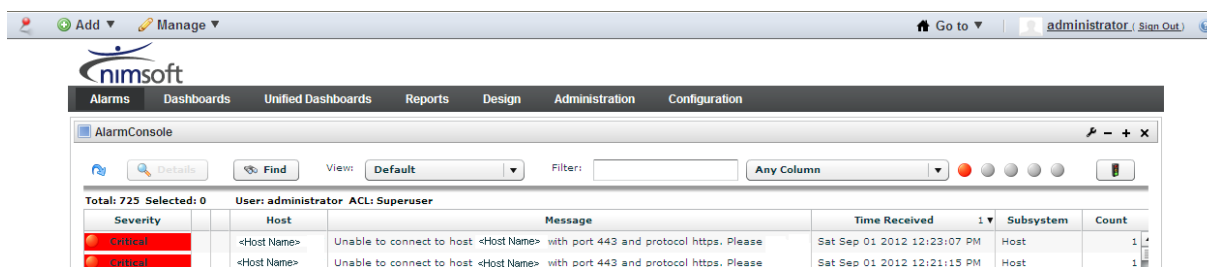 Add ▼ Manage ▼ Go to ▼ administrator ( Sign Out )
nimsoft
Alarms Dashboards Unified Dashboards Reports Design Administration Configuration
AlarmConsole
Details Find View: Default Filter: Any Column
Total: 725 Selected: 0 User: administrator ACL: Superuser
Severity Host Message Time Received 1 ▼ Subsystem Count
Critical <Host Name> Unable to connect to host <Host Name> with port 443 and protocol https. Please Sat Sep 01 2012 12:23:07 PM Host 1
Critical <Host Name> Unable to connect to host <Host Name> with port 443 and protocol https. Please Sat Sep 01 2012 12:21:15 PM Host 1